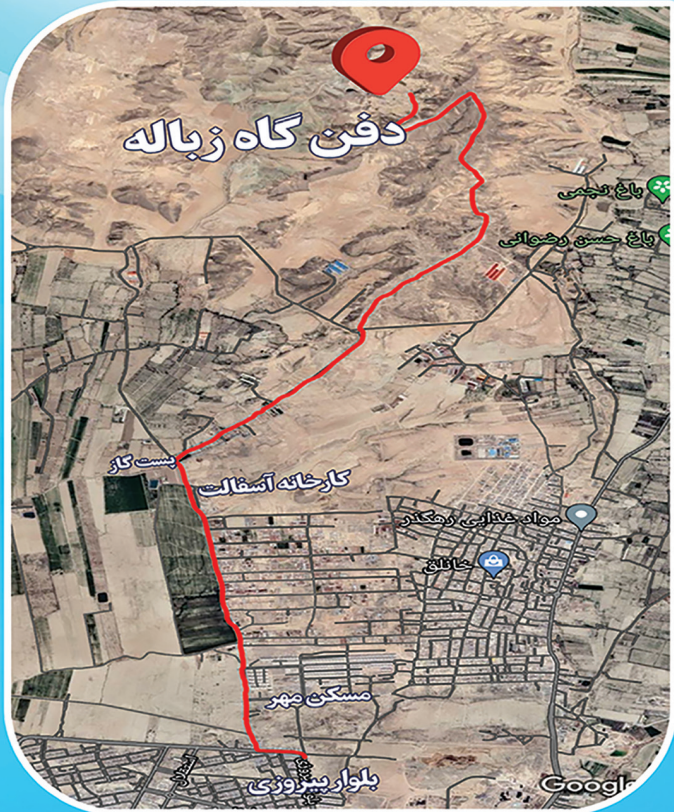 دفن گاه زباله
باغ نجمی
باغ حسن رضوانی
پست گاز
کارخانه آسفالت
مواد غذایی رهگذر
خانلق
مسکن مهر
بلوار پیروزی
Google